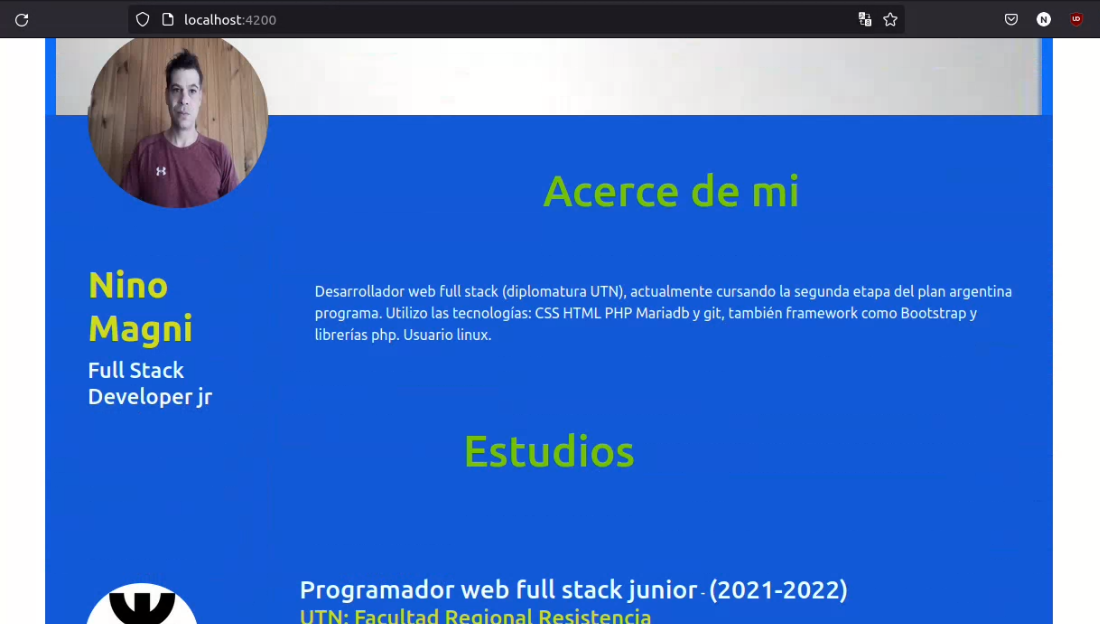 localhost:4200
N
Acerce de mi
Nino
Magni
Full Stack
Developer jr
Desarrollador web full stack (diplomatura UTN), actualmente cursando la segunda etapa del plan argentina
programa. Utilizo las tecnologías: CSS HTML PHP Mariadb y git, también framework como Bootstrap y
librerías php. Usuario linux.
Estudios
Programador web full stack junior - (2021-2022)
UTN: Facultad Regional Resistencia